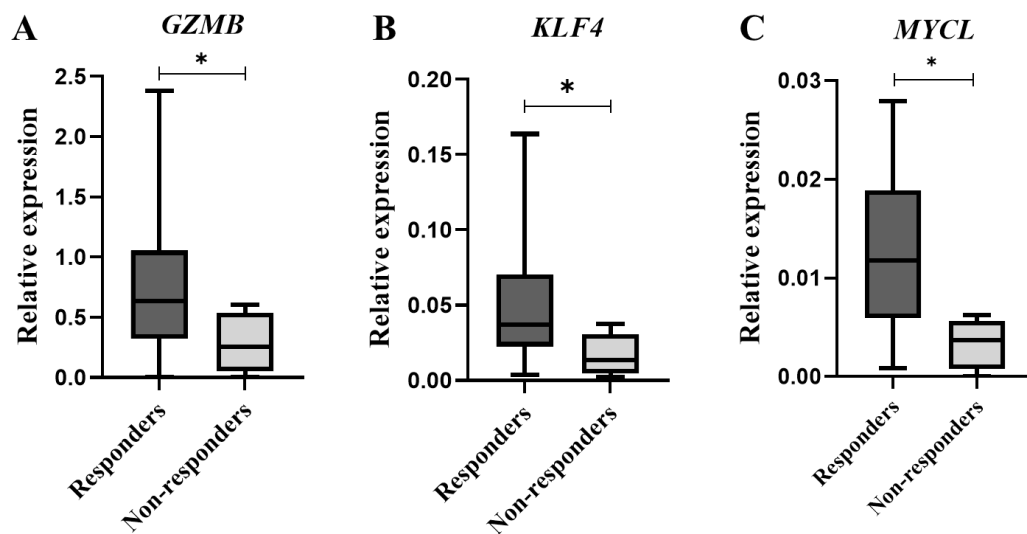 A
GZMB
*
Relative expression
2.5
2.0
1.5
1.0
0.5
0.0
Responders
Non-responders
B
KLF4
*
Relative expression
0.20
0.15
0.10
0.05
0.00
Responders
Non-responders
C
MYCL
*
Relative expression
0.03
0.02
0.01
0.00
Responders
Non-responders